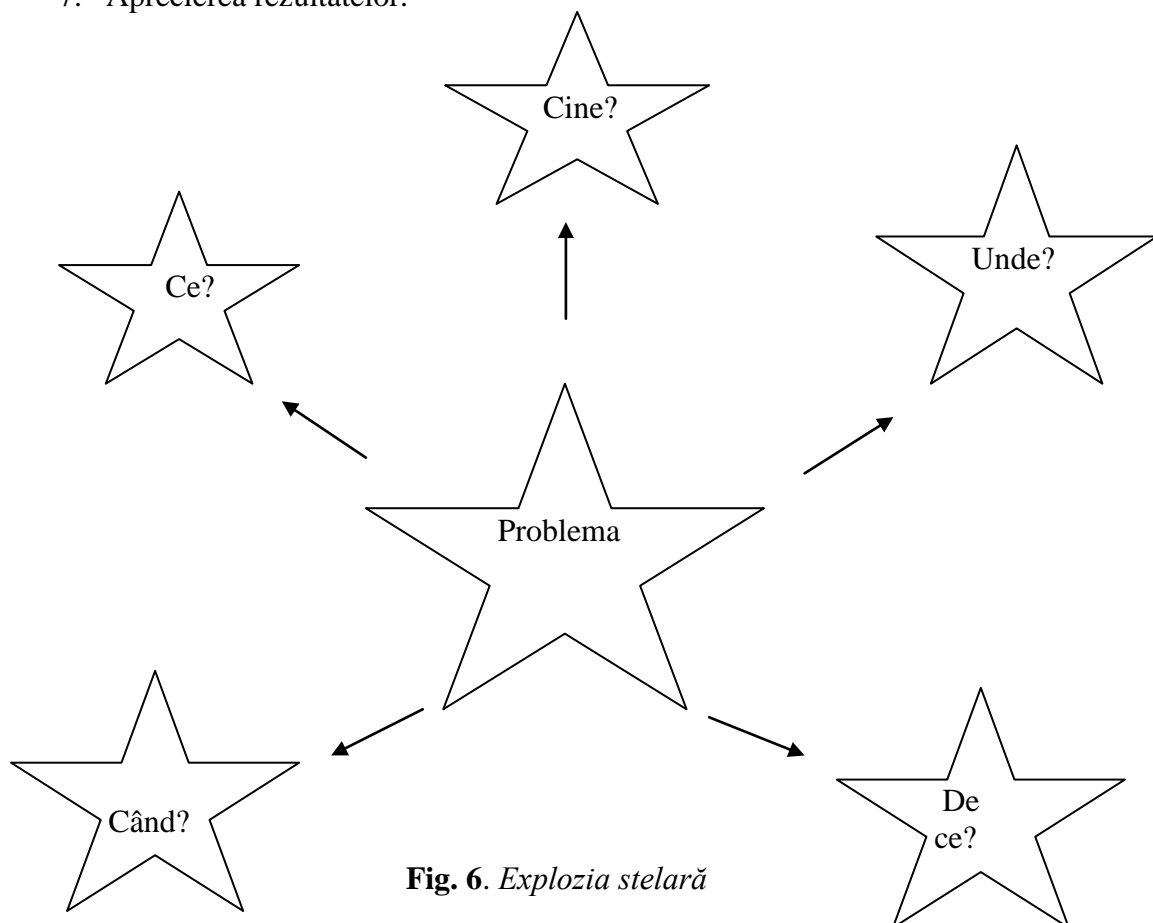 7. Aprecierea rezultatelor.
Cine?
Unde?
Ce?
Problema
Când?
De
ce?
Fig. 6. Explozia stelară